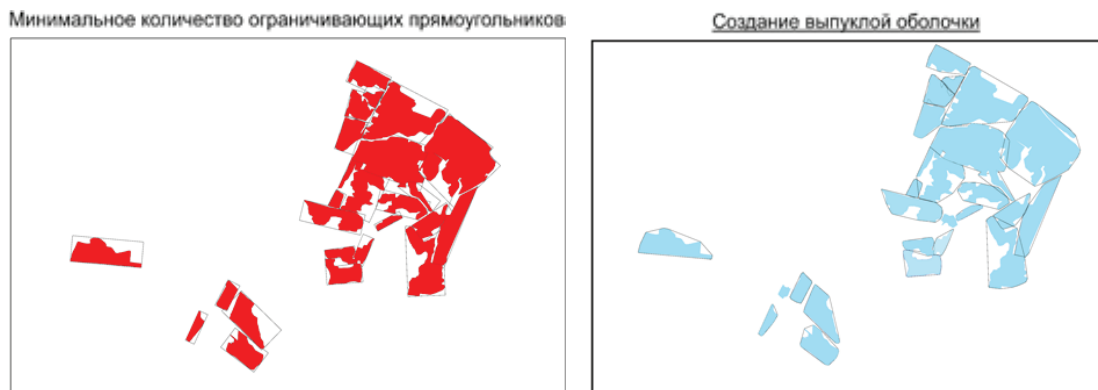 Минимальное количество ограничивающих прямоугольников
Создание выпуклой оболочки